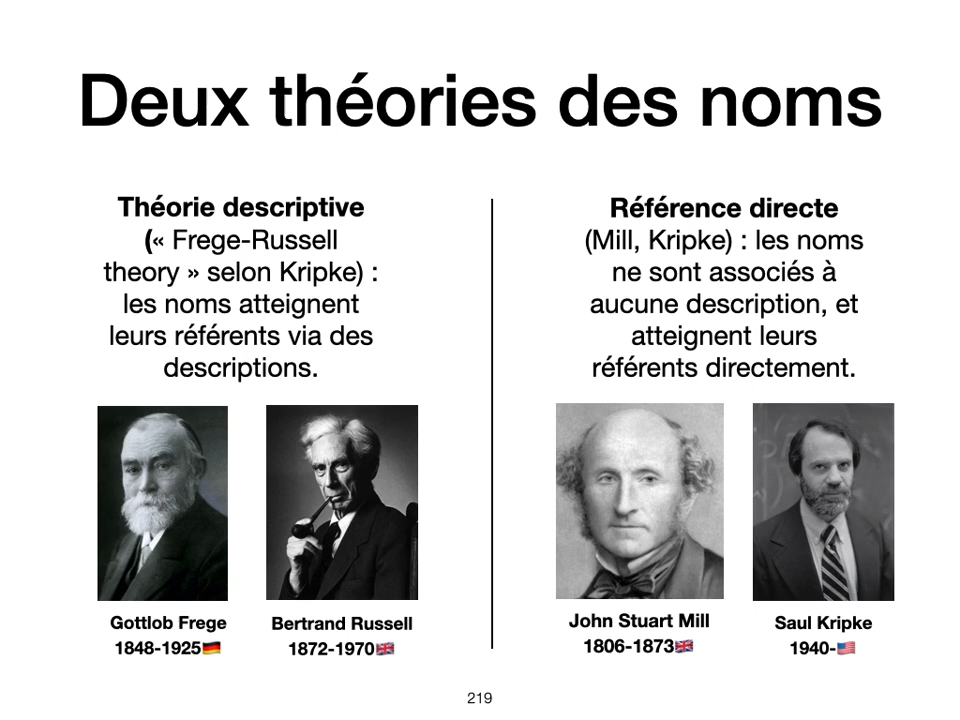 Deux théories des noms
Théorie descriptive
(« Frege-Russell
theory » selon Kripke) :
les noms atteignent
leurs référents via des
descriptions.
Référence directe
(Mill, Kripke) : les noms
ne sont associés à
aucune description, et
atteignent leurs
référents directement.
Gottlob Frege
1848-1925🇩🇪
Bertrand Russell
1872-1970🇬🇧
John Stuart Mill
1806-1873🇬🇧
Saul Kripke
1940-🇺🇸
219